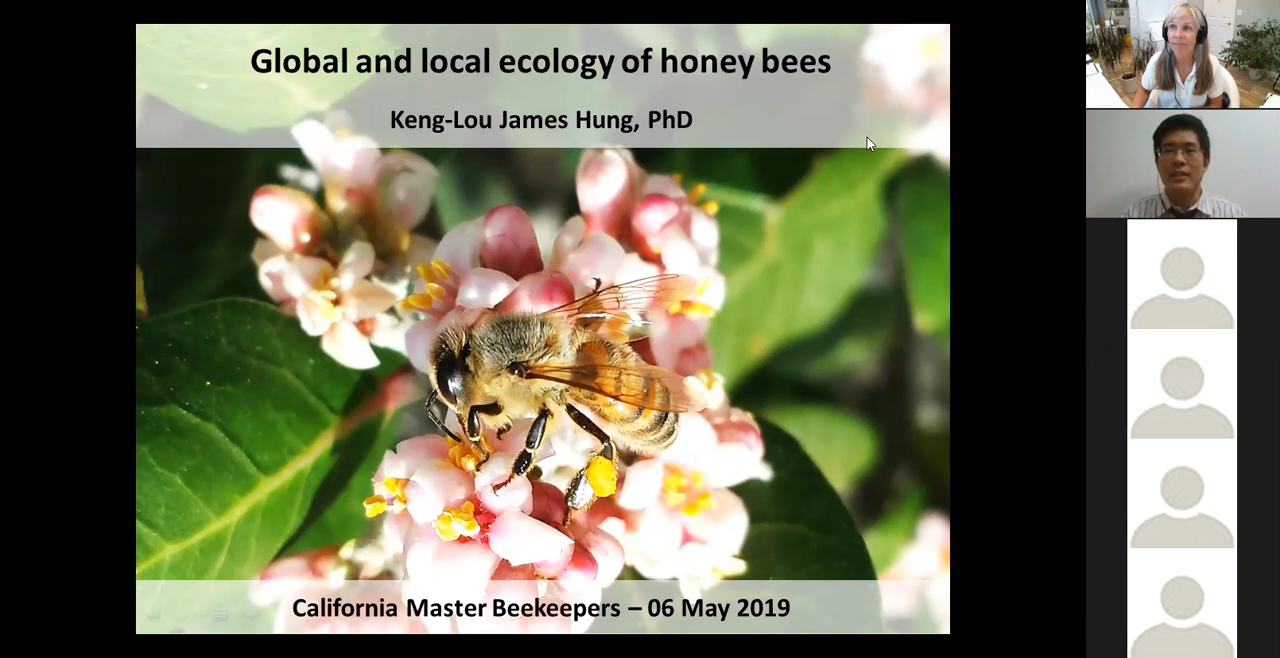 Global and local ecology of honey bees
Keng-Lou James Hung, PhD
California Master Beekeepers – 06 May 2019